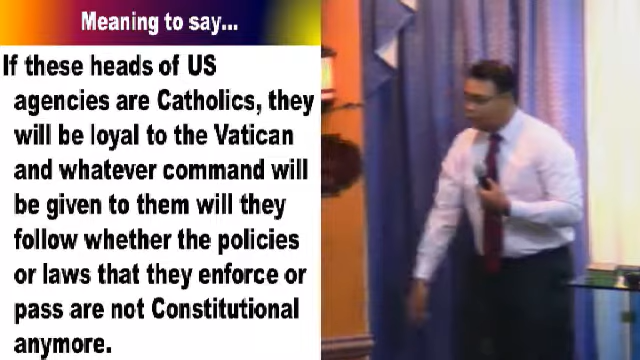 Meaning to say...
If these heads of US
agencies are Catholics, they
will be loyal to the Vatican
and whatever command will
be given to them will they
follow whether the policies
or laws that they enforce or
pass are not Constitutional
anymore.